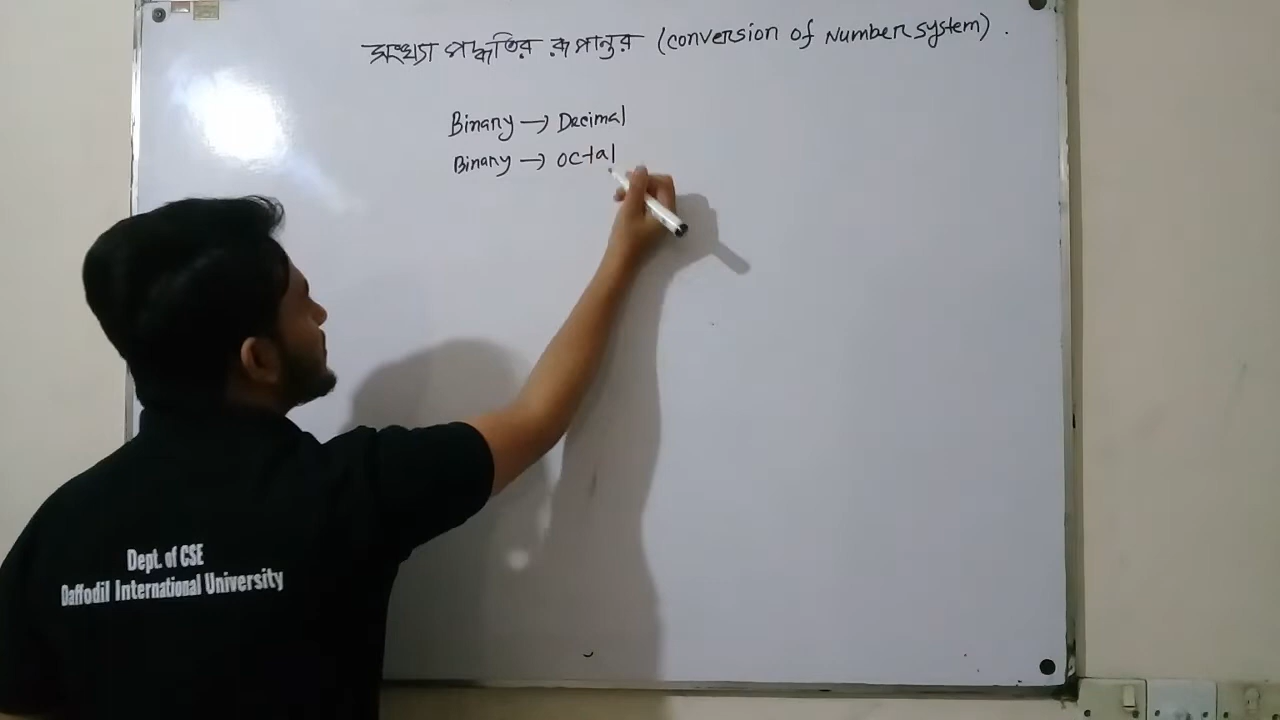 সংখ্যা পদ্ধতির রূপান্তর (conversion of Number system).
Binary → Decimal
Binary → octal
Dept. of CSE
Daffodil International University